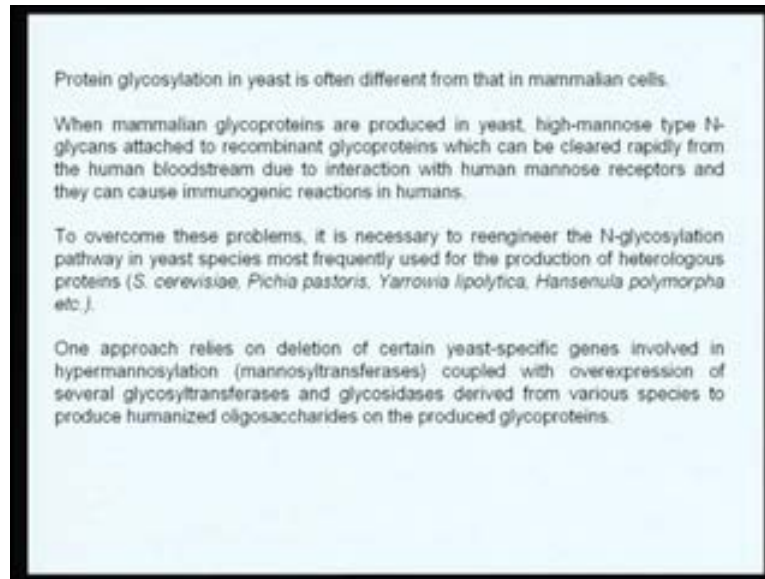 Protein glycosylation in yeast is often different from that in mammalian cells.
When mammalian glycoproteins are produced in yeast, high-mannose type N-
glycans attached to recombinant glycoproteins which can be cleared rapidly from
the human bloodstream due to interaction with human mannose receptors and
they can cause immunogenic reactions in humans.
To overcome these problems, it is necessary to reengineer the N-glycosylation
pathway in yeast species most frequently used for the production of heterologous
proteins (S. cerevisiae, Pichia pastoris, Yarrowia lipolytica, Hansenula polymorpha
etc.).
One approach relies on deletion of certain yeast-specific genes involved in
hypermannosylation (mannosyltransferases) coupled with overexpression of
several glycosyltransferases and glycosidases derived from various species to
produce humanized oligosaccharides on the produced glycoproteins.